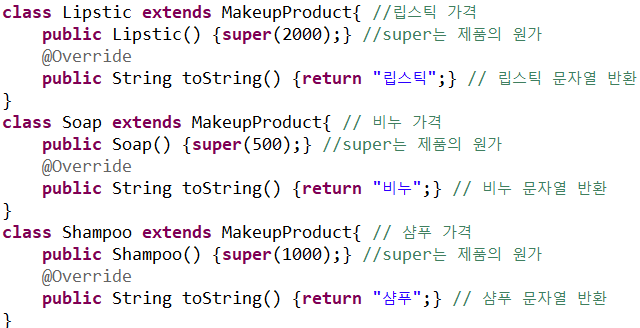 class Lipstic extends MakeupProduct{ //립스틱 가격
    public Lipstic() {super(2000);} //super는 제품의 원가
    @Override
    public String toString() {return "립스틱";} // 립스틱 문자열 반환
}
class Soap extends MakeupProduct{ // 비누 가격
    public Soap() {super(500);} //super는 제품의 원가
    @Override
    public String toString() {return "비누";} // 비누 문자열 반환
}
class Shampoo extends MakeupProduct{ // 샴푸 가격
    public Shampoo() {super(1000);} //super는 제품의 원가
    @Override
    public String toString() {return "샴푸";} // 샴푸 문자열 반환
}